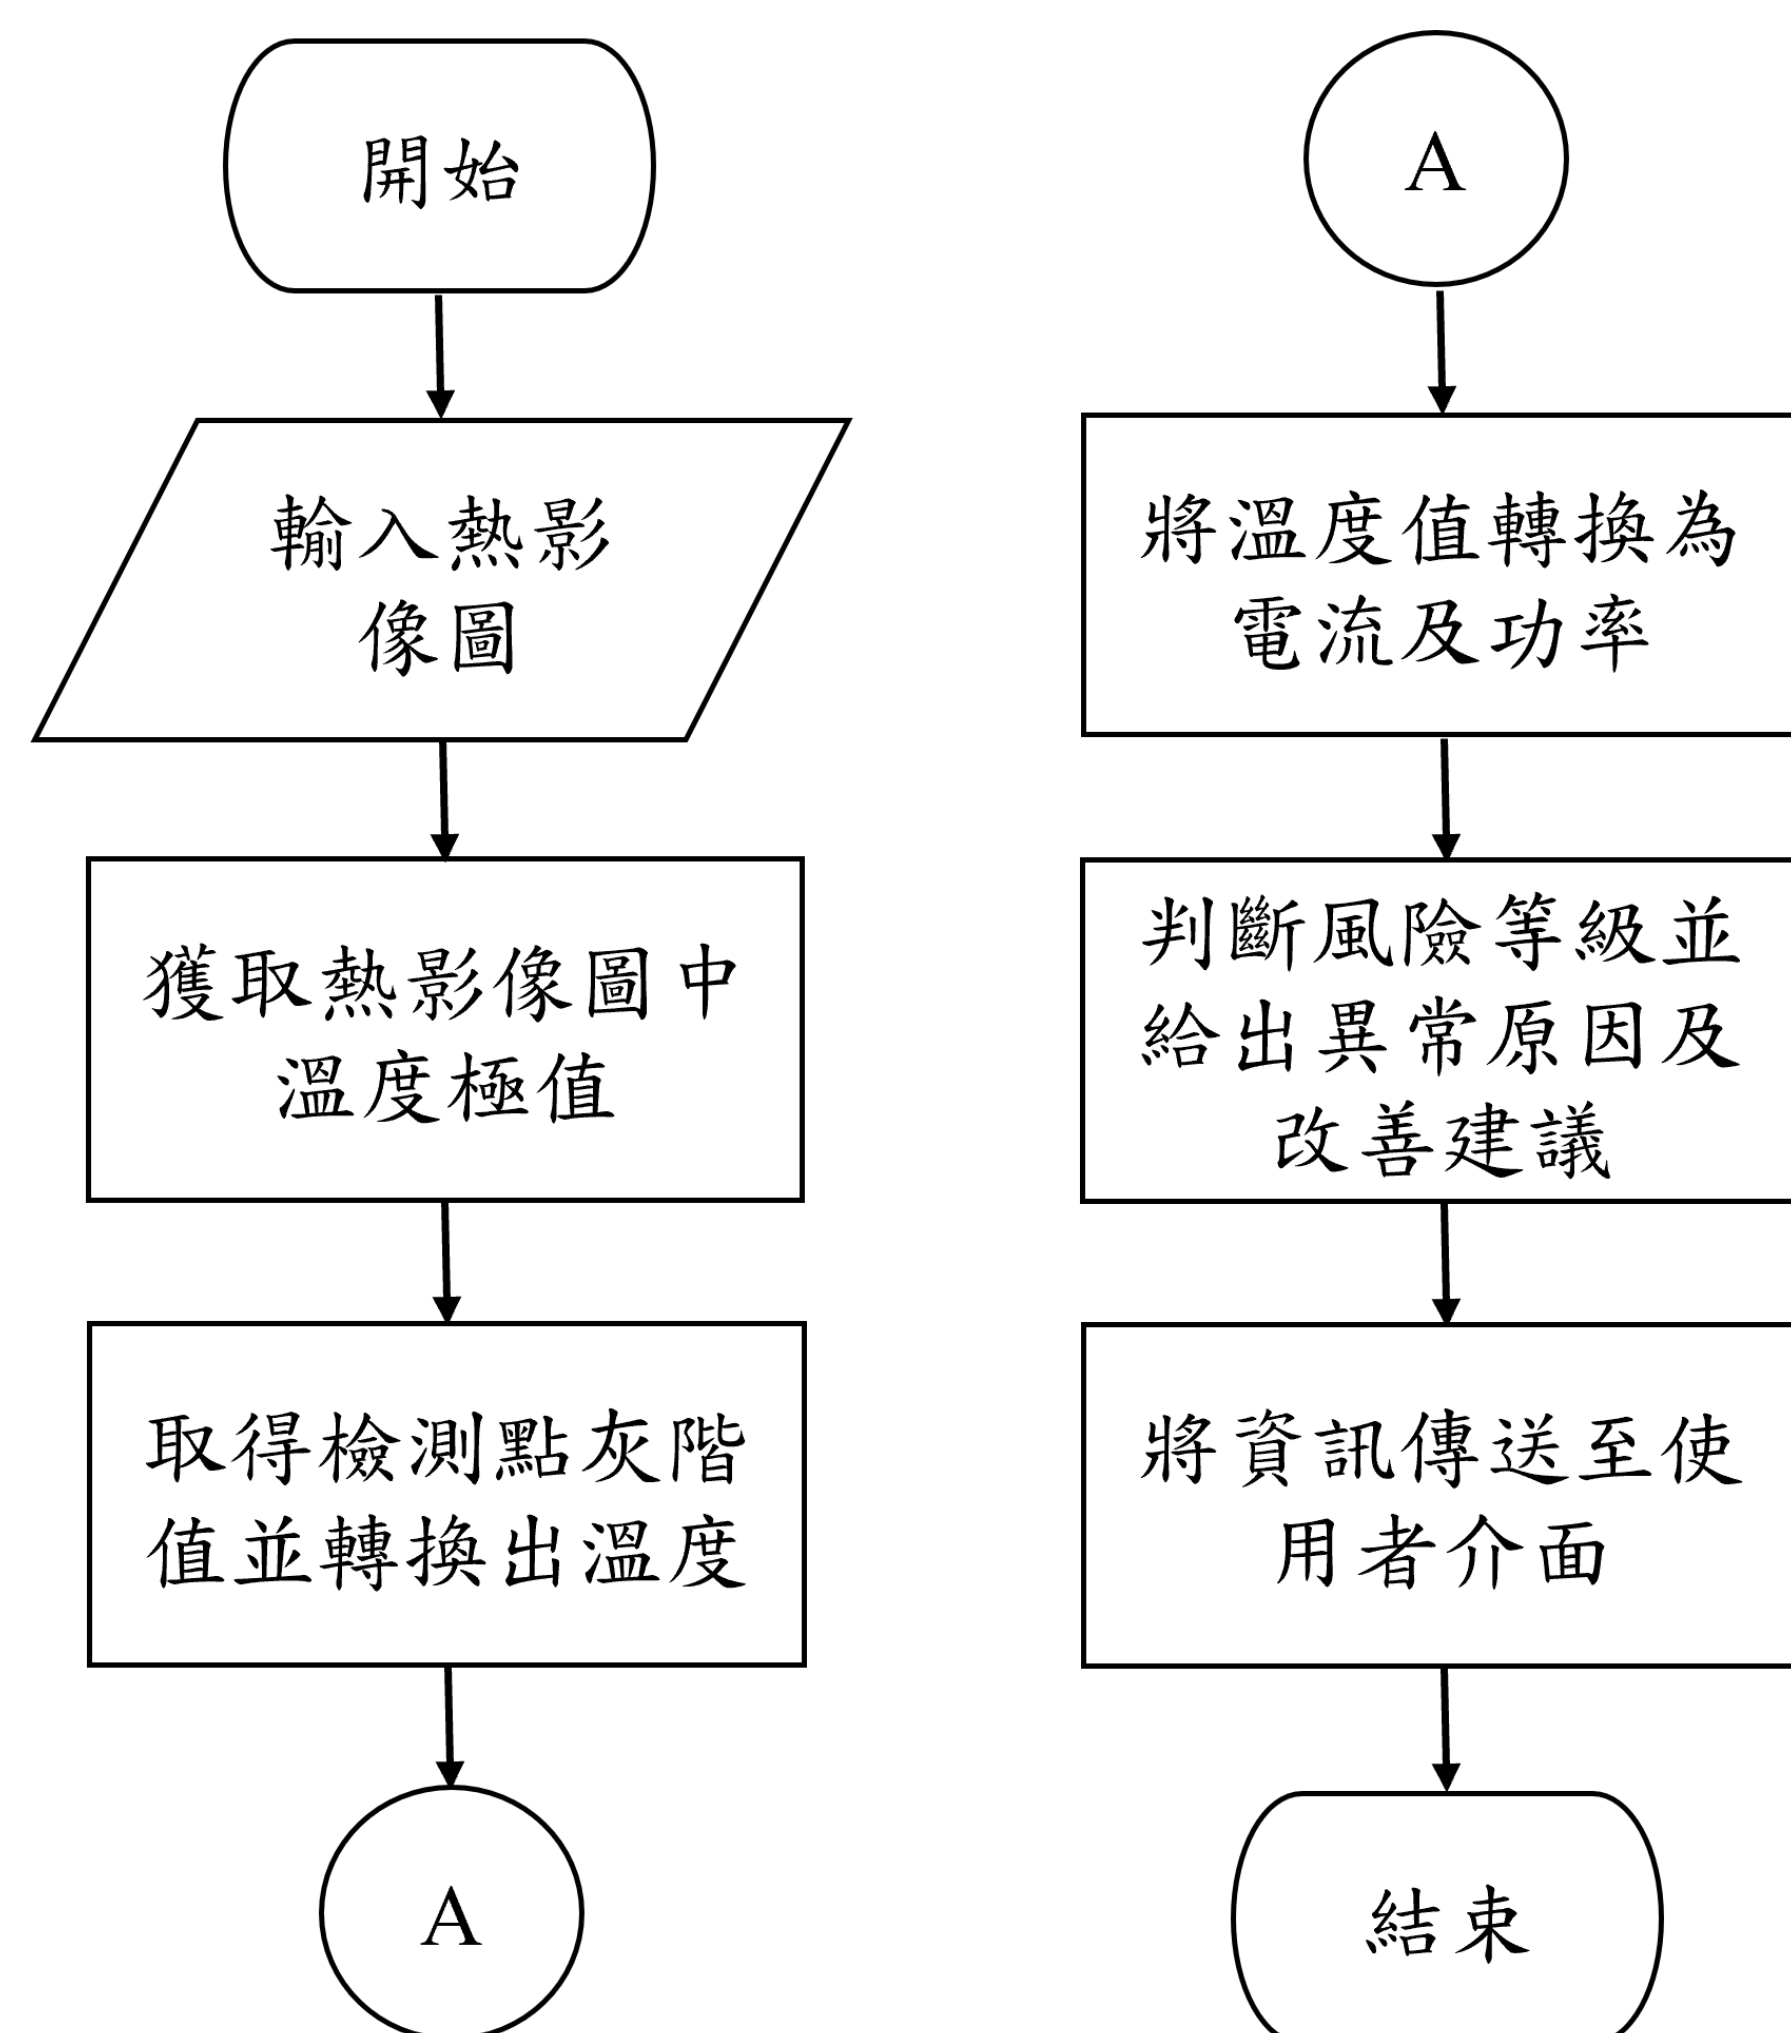 開始
輸入熱影
像圖
獲取熱影像圖中
溫度極值
取得檢測點灰階
值並轉換出溫度
A
A
將溫度值轉換為
電流及功率
判斷風險等級並
給出異常原因及
改善建議
將資訊傳送至使
用者介面
結束